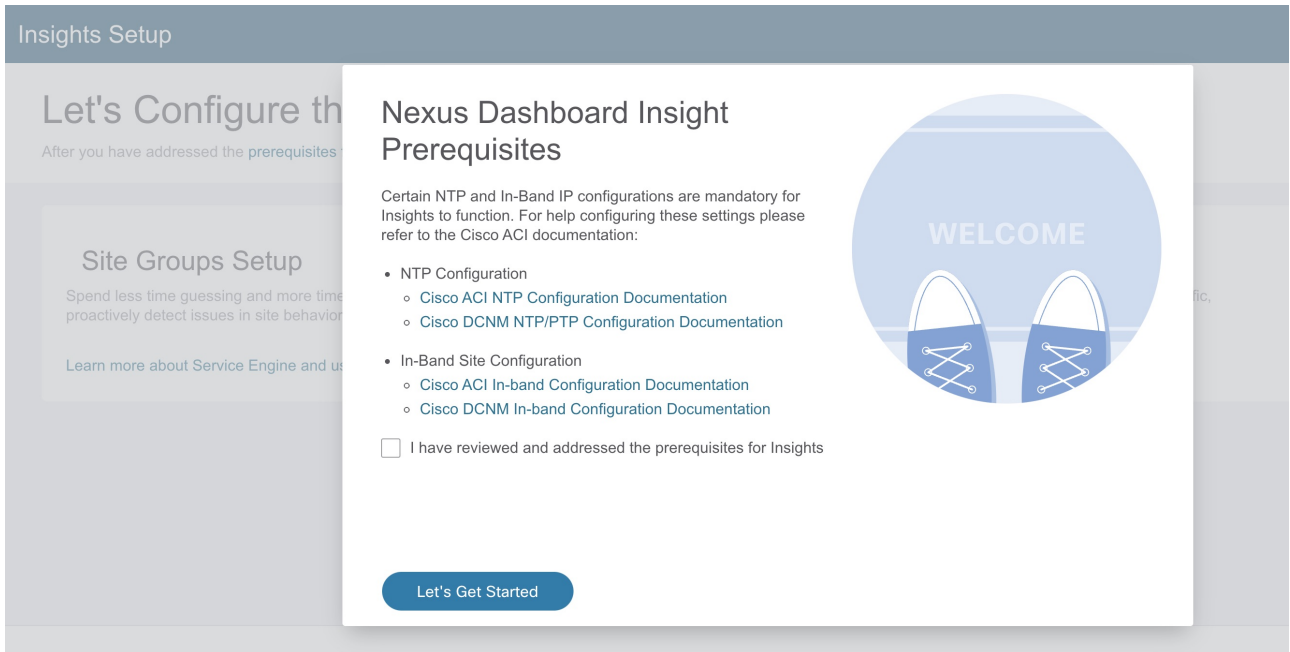 Insights Setup
Let's Configure th
After you have addressed the prerequisites
Nexus Dashboard Insight
Prerequisites
Certain NTP and In-Band IP configurations are mandatory for
Insights to function. For help configuring these settings please
refer to the Cisco ACI documentation:
• NTP Configuration
Cisco ACI NTP Configuration Documentation
Cisco DCNM NTP/PTP Configuration Documentation
• In-Band Site Configuration
Cisco ACI In-band Configuration Documentation
Cisco DCNM In-band Configuration Documentation
I have reviewed and addressed the prerequisites for Insights
Let's Get Started
WELCOME
Site Groups Setup
Spend less time guessing and more time
proactively detect issues in site behavior
Learn more about Service Engine and us
fic,